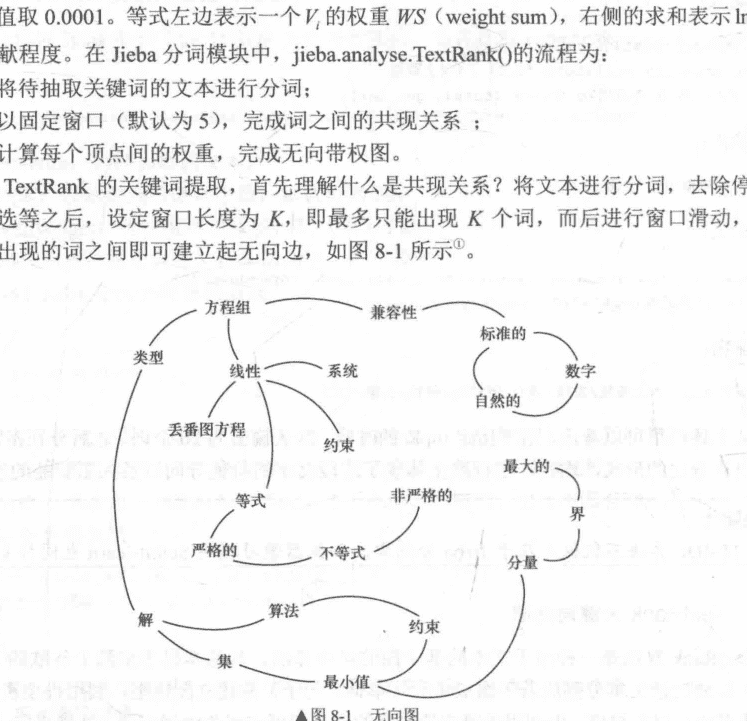 值取 0.0001。等式左边表示一个Vi的权重 WS（weight sum），右侧的求和表示 In
献程度。在 Jieba 分词模块中，jieba.analyse.TextRank()的流程为：
将待抽取关键词的文本进行分词；
以固定窗口（默认为 5），完成词之间的共现关系；
计算每个顶点间的权重，完成无向带权图。
TextRank 的关键词提取，首先理解什么是共现关系？将文本进行分词，去除停
选等之后，设定窗口长度为 K，即最多只能出现 K 个词，而后进行窗口滑动，
出现的词之间即可建立起无向边，如图 8-1 所示①。
方程组
兼容性
标准的
类型
线性
系统
数字
自然的
丢番图方程
约束
最大的
等式
非严格的
界
严格的
不等式
分量
解
算法
约束
集
最小值
▲图 8-1 无向图